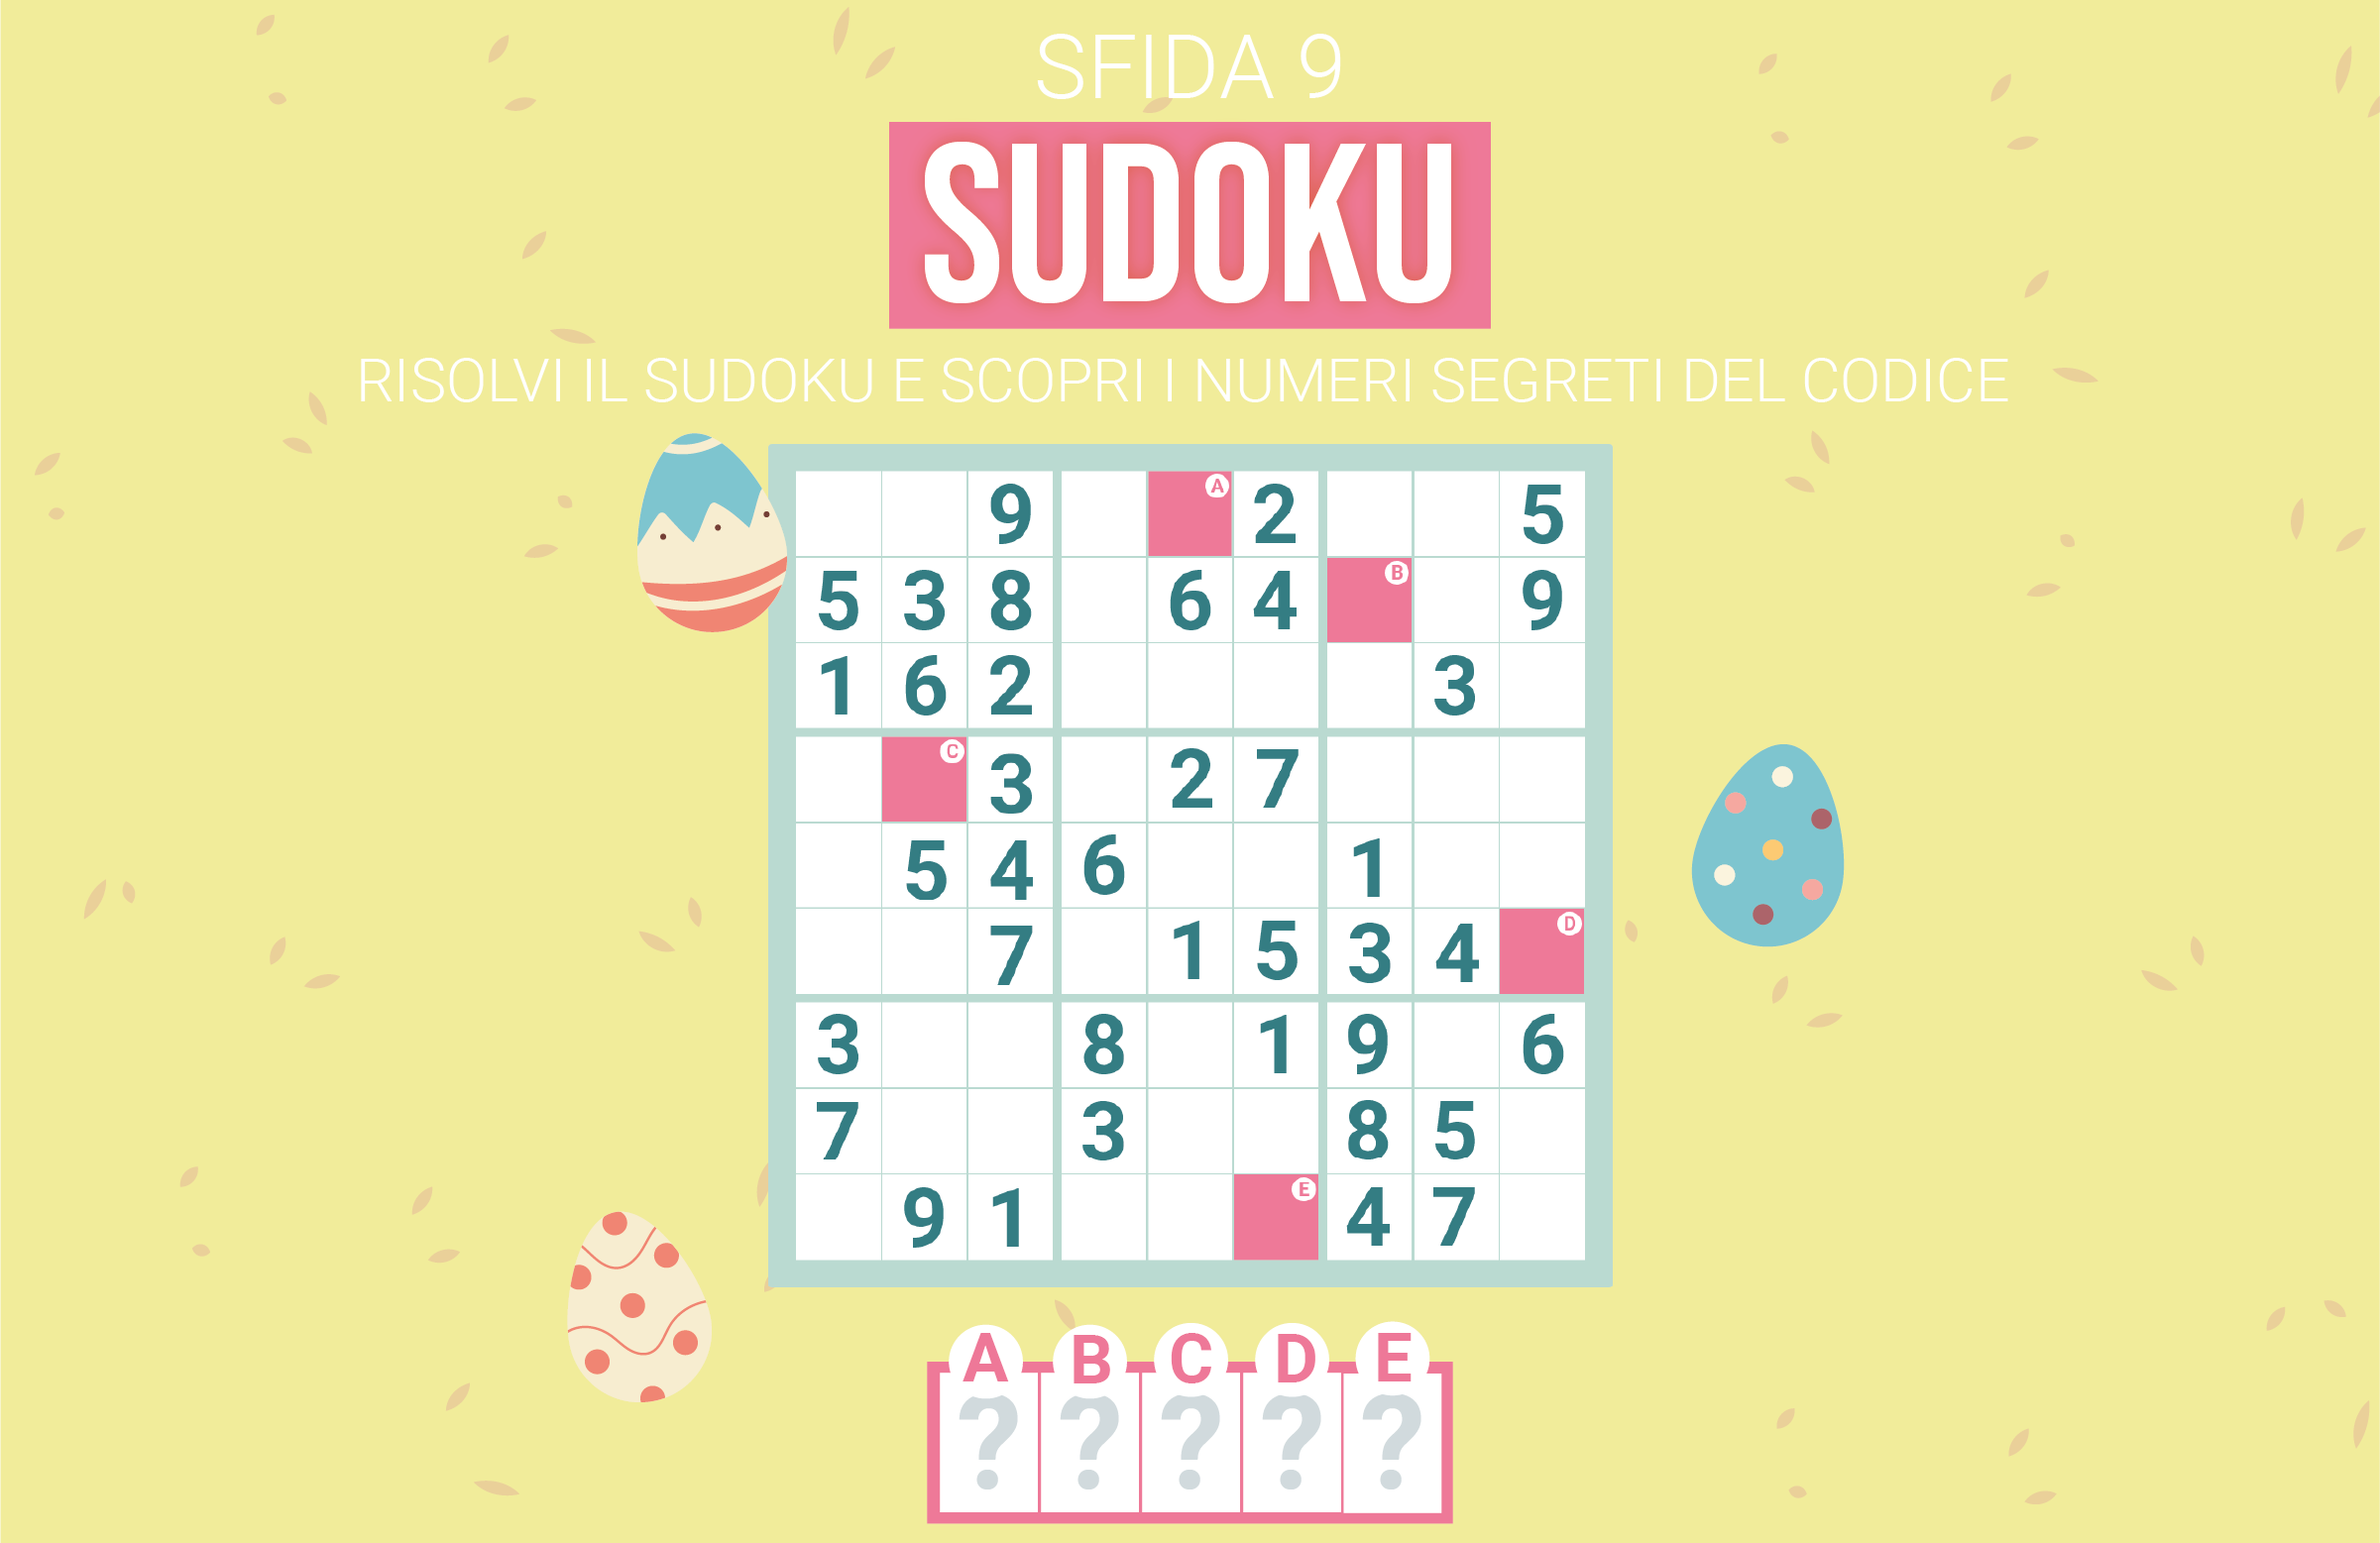 SFIDA 9
SUDOKU
RISOLVI IL SUDOKU E SCOPRI I NUMERI SEGRETI DEL CODICE
9 A 2 5
5 3 8 6 4 B 9
1 6 2 3
C 3 2 7
5 4 6 1
7 1 5 3 4 D
3 8 1 9 6
7 3 8 5
9 1 E 4 7
A B C D E
? ? ? ? ?